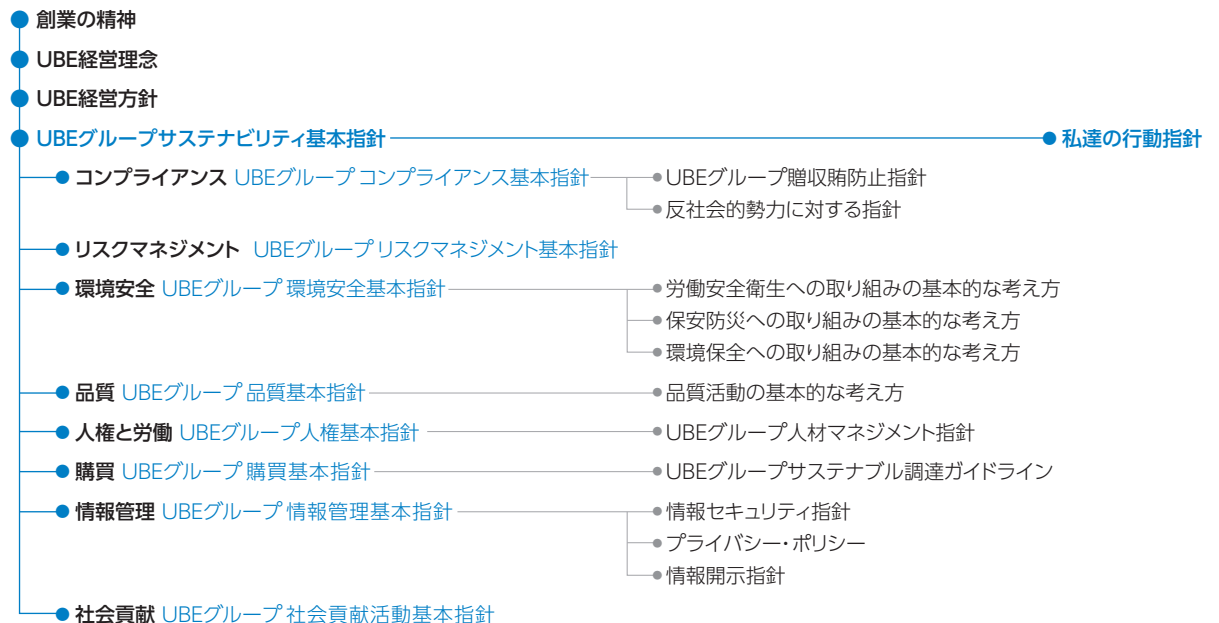 創業の精神
UBE経営理念
UBE経営方針
UBEグループサステナビリティ基本指針 私達の行動指針
コンプライアンス UBEグループ コンプライアンス基本指針 UBEグループ贈収賄防止指針
反社会的勢力に対する指針
リスクマネジメント UBEグループ リスクマネジメント基本指針
環境安全 UBEグループ 環境安全基本指針 労働安全衛生への取り組みの基本的な考え方
保安防災への取り組みの基本的な考え方
環境保全への取り組みの基本的な考え方
品質 UBEグループ 品質基本指針 品質活動の基本的な考え方
人権と労働 UBEグループ人権基本指針 UBEグループ人材マネジメント指針
購買 UBEグループ 購買基本指針 UBEグループサステナブル調達ガイドライン
情報管理 UBEグループ 情報管理基本指針 情報セキュリティ指針
プライバシー・ポリシー
情報開示指針
社会貢献 UBEグループ 社会貢献活動基本指針